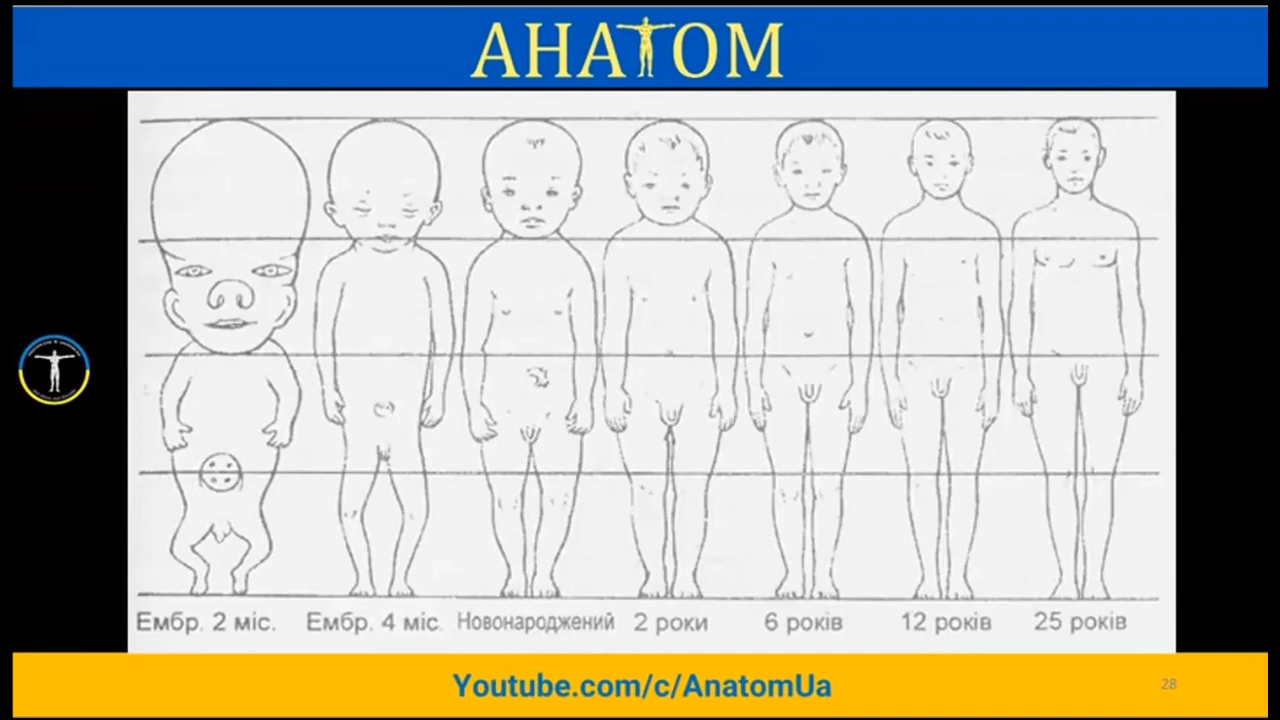 АНАТОМ
Ембр. 2 міс. Ембр. 4 міс. Новонароджений 2 роки 6 років 12 років 25 років
Youtube.com/c/AnatomUa
28